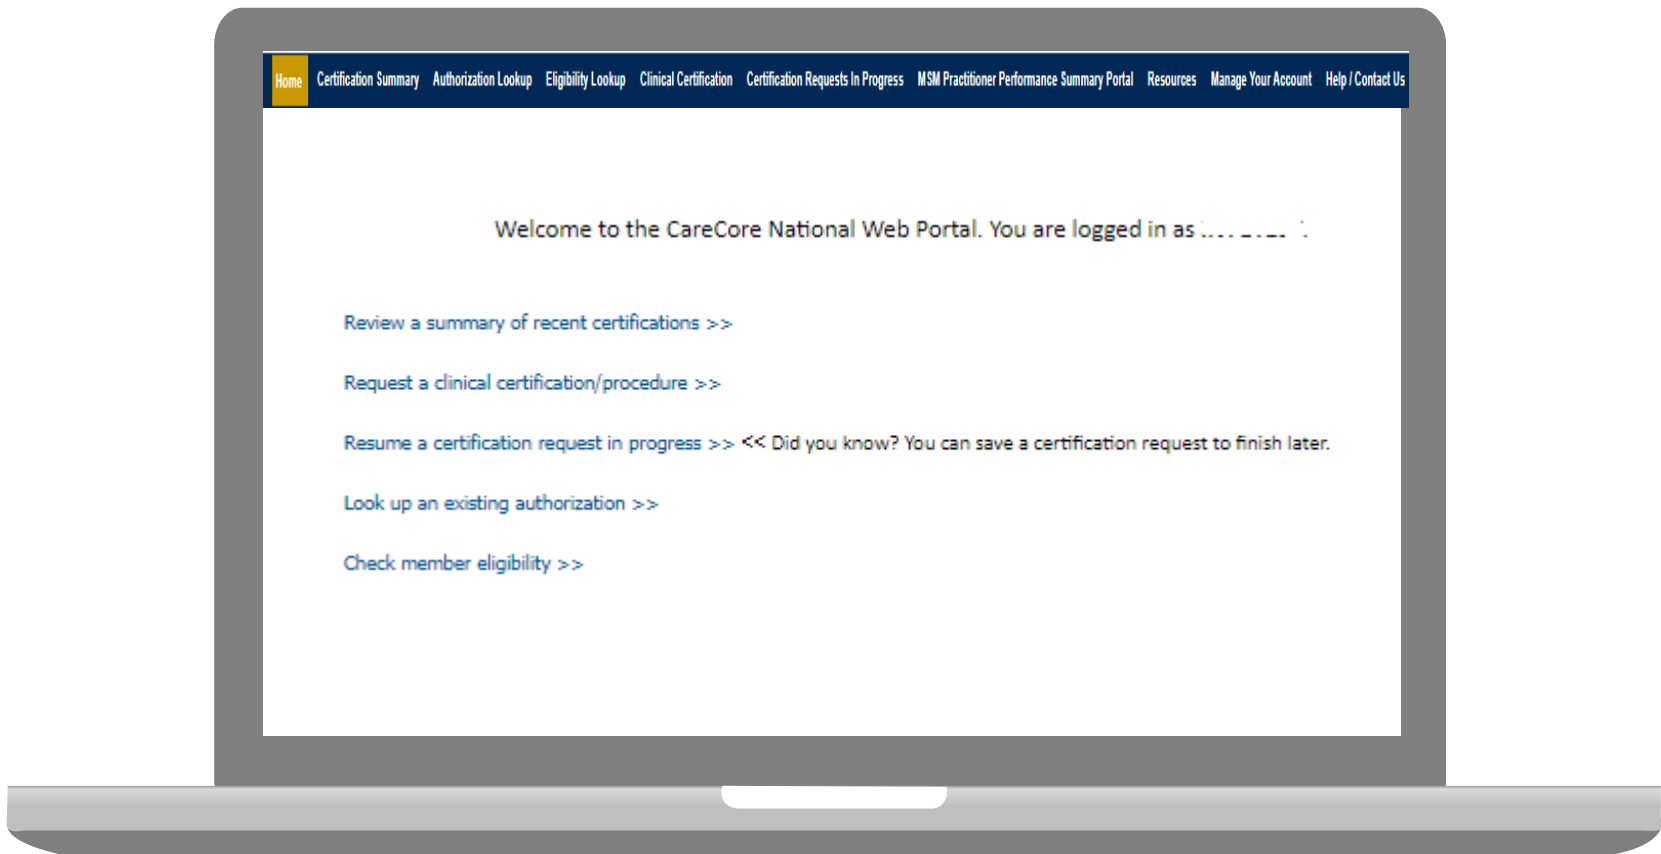 Home Certification Summary Authorization Lookup Eligibility Lookup Clinical Certification Certification Requests In Progress MSM Practitioner Performance Summary Portal Resources Manage Your Account Help / Contact Us
Welcome to the CareCore National Web Portal. You are logged in as
Review a summary of recent certifications >>
Request a clinical certification/procedure >>
Resume a certification request in progress >> << Did you know? You can save a certification request to finish later.
Look up an existing authorization >>
Check member eligibility >>